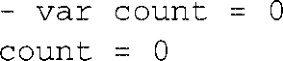 - var count = 0
count = 0